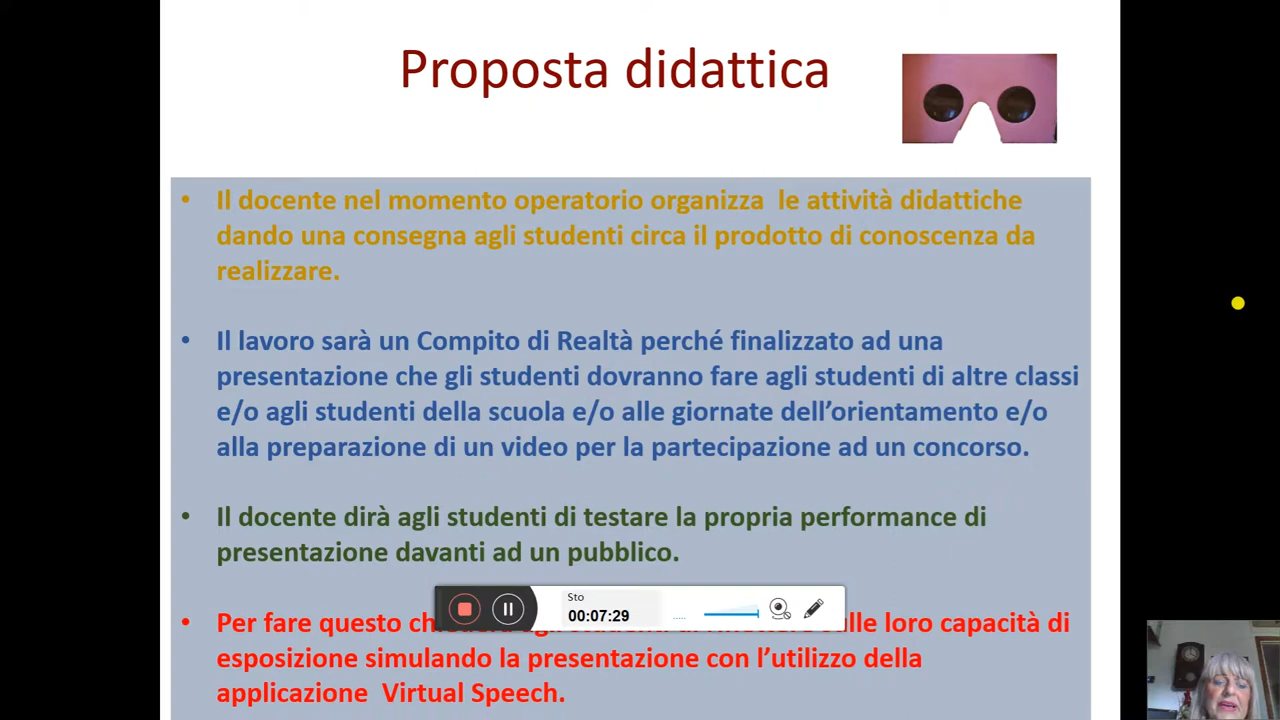 Proposta didattica
• Il docente nel momento operatorio organizza le attività didattiche
dando una consegna agli studenti circa il prodotto di conoscenza da
realizzare.
• Il lavoro sarà un Compito di Realtà perché finalizzato ad una
presentazione che gli studenti dovranno fare agli studenti di altre classi
e/o agli studenti della scuola e/o alle giornate dell’orientamento e/o
alla preparazione di un video per la partecipazione ad un concorso.
• Il docente dirà agli studenti di testare la propria performance di
presentazione davanti ad un pubblico.
Sto
00:07:29
• Per fare questo sulle loro capacità di
esposizione simulando la presentazione con l’utilizzo della
applicazione Virtual Speech.